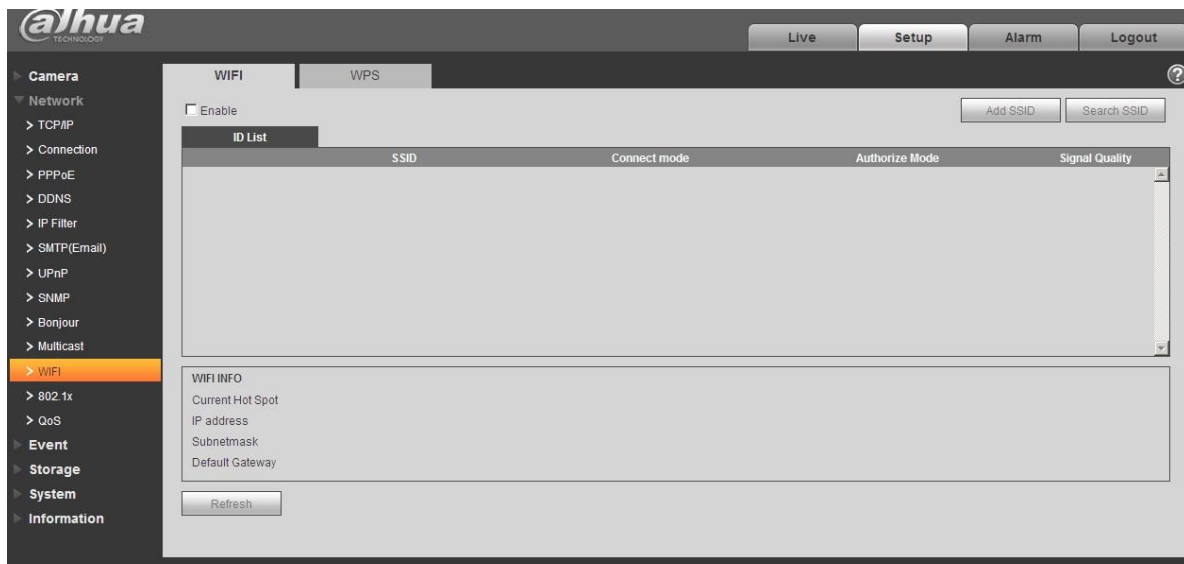 alhua
TECHNOLOGY
Live Setup Alarm Logout
Camera
Network
> TCP/IP
> Connection
> PPPoE
> DDNS
> IP Filter
> SMTP(Email)
> UPnP
> SNMP
> Bonjour
> Multicast
> WIFI
> 802.1x
> QoS
Event
Storage
System
Information
WIFI WPS
?
Enable
Add SSID Search SSID
ID List
SSID Connect mode Authorize Mode Signal Quality
WIFI INFO
Current Hot Spot
IP address
Subnetmask
Default Gateway
Refresh